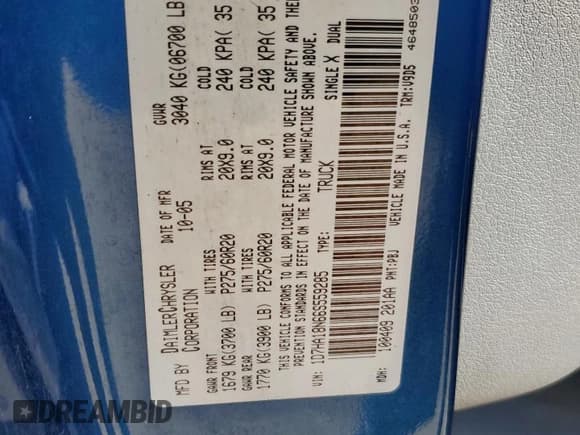 MFD BY DAIMLERCHRYSLER CORPORATION
DATE OF MFR 10-05
GVWR 3040 KG(06700 LB
GAWR FRONT WITH TIRES RIMS AT COLD
1679 KG(3700 LB) P275/60R20 20X9.0 240 KPA( 35
GAWR REAR WITH TIRES RIMS AT COLD
1770 KG(3900 LB) P275/60R20 20X9.0 240 KPA( 35
THIS VEHICLE CONFORMS TO ALL APPLICABLE FEDERAL MOTOR VEHICLE SAFETY AND THE
PREVENTION STANDARDS IN EFFECT ON THE DATE OF MANUFACTURE SHOWN ABOVE.
VIN: 1D7HA18N66S559285 TYPE: TRUCK SINGLE X DUAL
MDH: 100409 201AA PNT:PBJ TRM:V9D5
VEHICLE MADE IN U.S.A. 4648503
DREAMBID